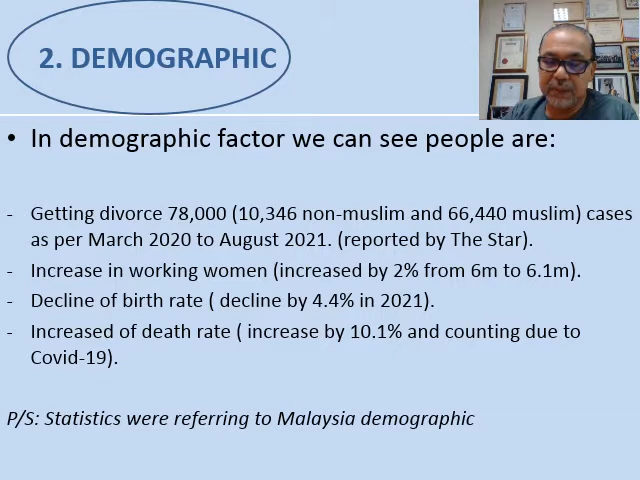 2. DEMOGRAPHIC
• In demographic factor we can see people are:
- Getting divorce 78,000 (10,346 non-muslim and 66,440 muslim) cases
as per March 2020 to August 2021. (reported by The Star).
- Increase in working women (increased by 2% from 6m to 6.1m).
- Decline of birth rate ( decline by 4.4% in 2021).
- Increased of death rate ( increase by 10.1% and counting due to
Covid-19).
P/S: Statistics were referring to Malaysia demographic